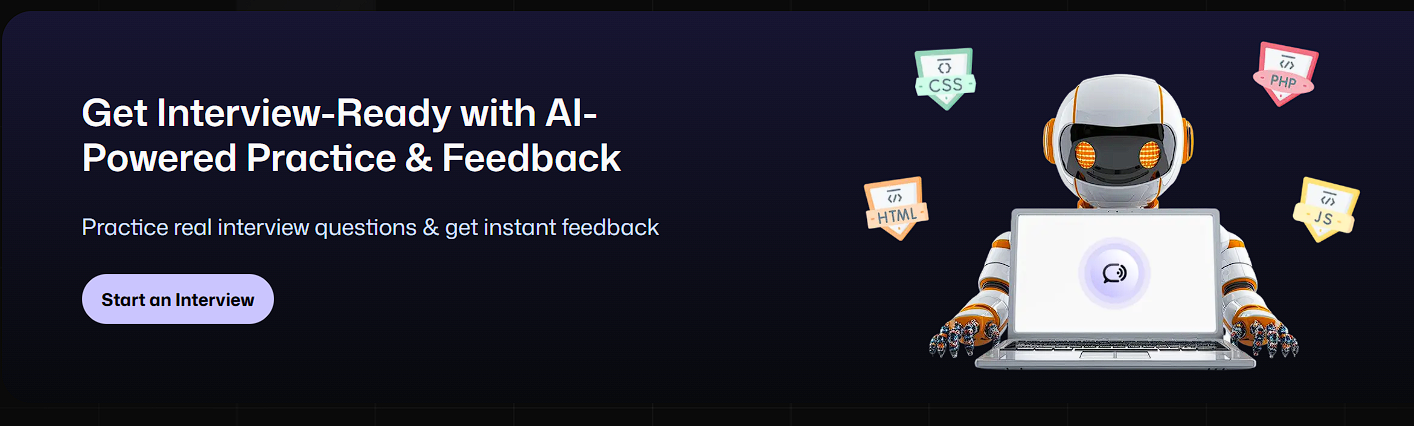 Get Interview-Ready with AI-
Powered Practice & Feedback
Practice real interview questions & get instant feedback
Start an Interview
CSS
PHP
HTML
JS